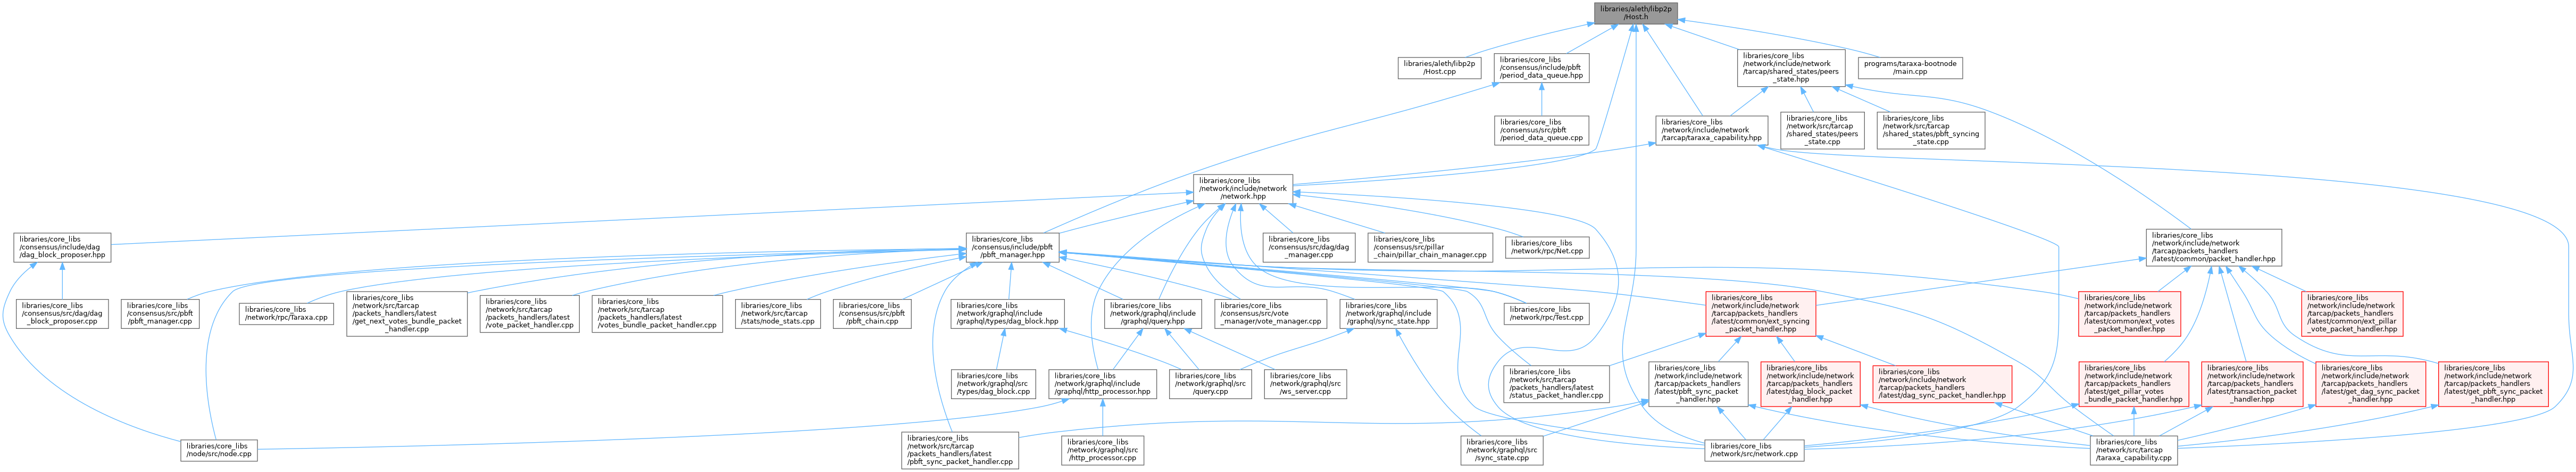 libraries/aleth/libp2p
/Host.h
libraries/aleth/libp2p
/Host.cpp
libraries/core_libs
/consensus/include/pbft
/period_data_queue.hpp
libraries/core_libs
/network/include/network
/tarcap/shared_states/peers
_state.hpp
programs/taraxa-bootnode
/main.cpp
libraries/core_libs
/consensus/src/pbft
/period_data_queue.cpp
libraries/core_libs
/network/include/network
/tarcap/taraxa_capability.hpp
libraries/core_libs
/network/src/tarcap
/shared_states/peers
_state.cpp
libraries/core_libs
/network/src/tarcap
/shared_states/pbft_syncing
_state.cpp
libraries/core_libs
/network/include/network
/network.hpp
libraries/core_libs
/consensus/include/dag
/dag_block_proposer.hpp
libraries/core_libs
/consensus/include/pbft
/pbft_manager.hpp
libraries/core_libs
/consensus/src/dag/dag
_manager.cpp
libraries/core_libs
/consensus/src/pillar
_chain/pillar_chain_manager.cpp
libraries/core_libs
/network/rpc/Net.cpp
libraries/core_libs
/network/include/network
/tarcap/packets_handlers
/latest/common/packet_handler.hpp
libraries/core_libs
/consensus/src/dag/dag
_block_proposer.cpp
libraries/core_libs
/consensus/src/pbft
/pbft_manager.cpp
libraries/core_libs
/network/rpc/Taraxa.cpp
libraries/core_libs
/network/src/tarcap
/packets_handlers/latest
/get_next_votes_bundle_packet
_handler.cpp
libraries/core_libs
/network/src/tarcap
/packets_handlers/latest
/vote_packet_handler.cpp
libraries/core_libs
/network/src/tarcap
/packets_handlers/latest
/votes_bundle_packet_handler.cpp
libraries/core_libs
/network/src/tarcap
/stats/node_stats.cpp
libraries/core_libs
/consensus/src/pbft
/pbft_chain.cpp
libraries/core_libs
/network/graphql/include
/graphql/types/dag_block.hpp
libraries/core_libs
/network/graphql/include
/graphql/query.hpp
libraries/core_libs
/consensus/src/vote
_manager/vote_manager.cpp
libraries/core_libs
/network/graphql/include
/graphql/sync_state.hpp
libraries/core_libs
/network/rpc/Test.cpp
libraries/core_libs
/network/include/network
/tarcap/packets_handlers
/latest/common/ext_syncing
_packet_handler.hpp
libraries/core_libs
/network/include/network
/tarcap/packets_handlers
/latest/common/ext_votes
_packet_handler.hpp
libraries/core_libs
/network/include/network
/tarcap/packets_handlers
/latest/common/ext_pillar
_vote_packet_handler.hpp
libraries/core_libs
/network/graphql/src
/types/dag_block.cpp
libraries/core_libs
/network/graphql/include
/graphql/http_processor.hpp
libraries/core_libs
/network/graphql/src
/query.cpp
libraries/core_libs
/network/graphql/src
/ws_server.cpp
libraries/core_libs
/network/src/tarcap
/packets_handlers/latest
/status_packet_handler.cpp
libraries/core_libs
/network/include/network
/tarcap/packets_handlers
/latest/pbft_sync_packet
_handler.hpp
libraries/core_libs
/network/include/network
/tarcap/packets_handlers
/latest/dag_block_packet
_handler.hpp
libraries/core_libs
/network/include/network
/tarcap/packets_handlers
/latest/dag_sync_packet_handler.hpp
libraries/core_libs
/network/include/network
/tarcap/packets_handlers
/latest/get_pillar_votes
_bundle_packet_handler.hpp
libraries/core_libs
/network/include/network
/tarcap/packets_handlers
/latest/transaction_packet
_handler.hpp
libraries/core_libs
/network/include/network
/tarcap/packets_handlers
/latest/get_dag_sync_packet
_handler.hpp
libraries/core_libs
/network/include/network
/tarcap/packets_handlers
/latest/get_pbft_sync_packet
_handler.hpp
libraries/core_libs
/node/src/node.cpp
libraries/core_libs
/network/src/tarcap
/packets_handlers/latest
/pbft_sync_packet_handler.cpp
libraries/core_libs
/network/graphql/src
/http_processor.cpp
libraries/core_libs
/network/graphql/src
/sync_state.cpp
libraries/core_libs
/network/src/network.cpp
libraries/core_libs
/network/src/tarcap
/taraxa_capability.cpp